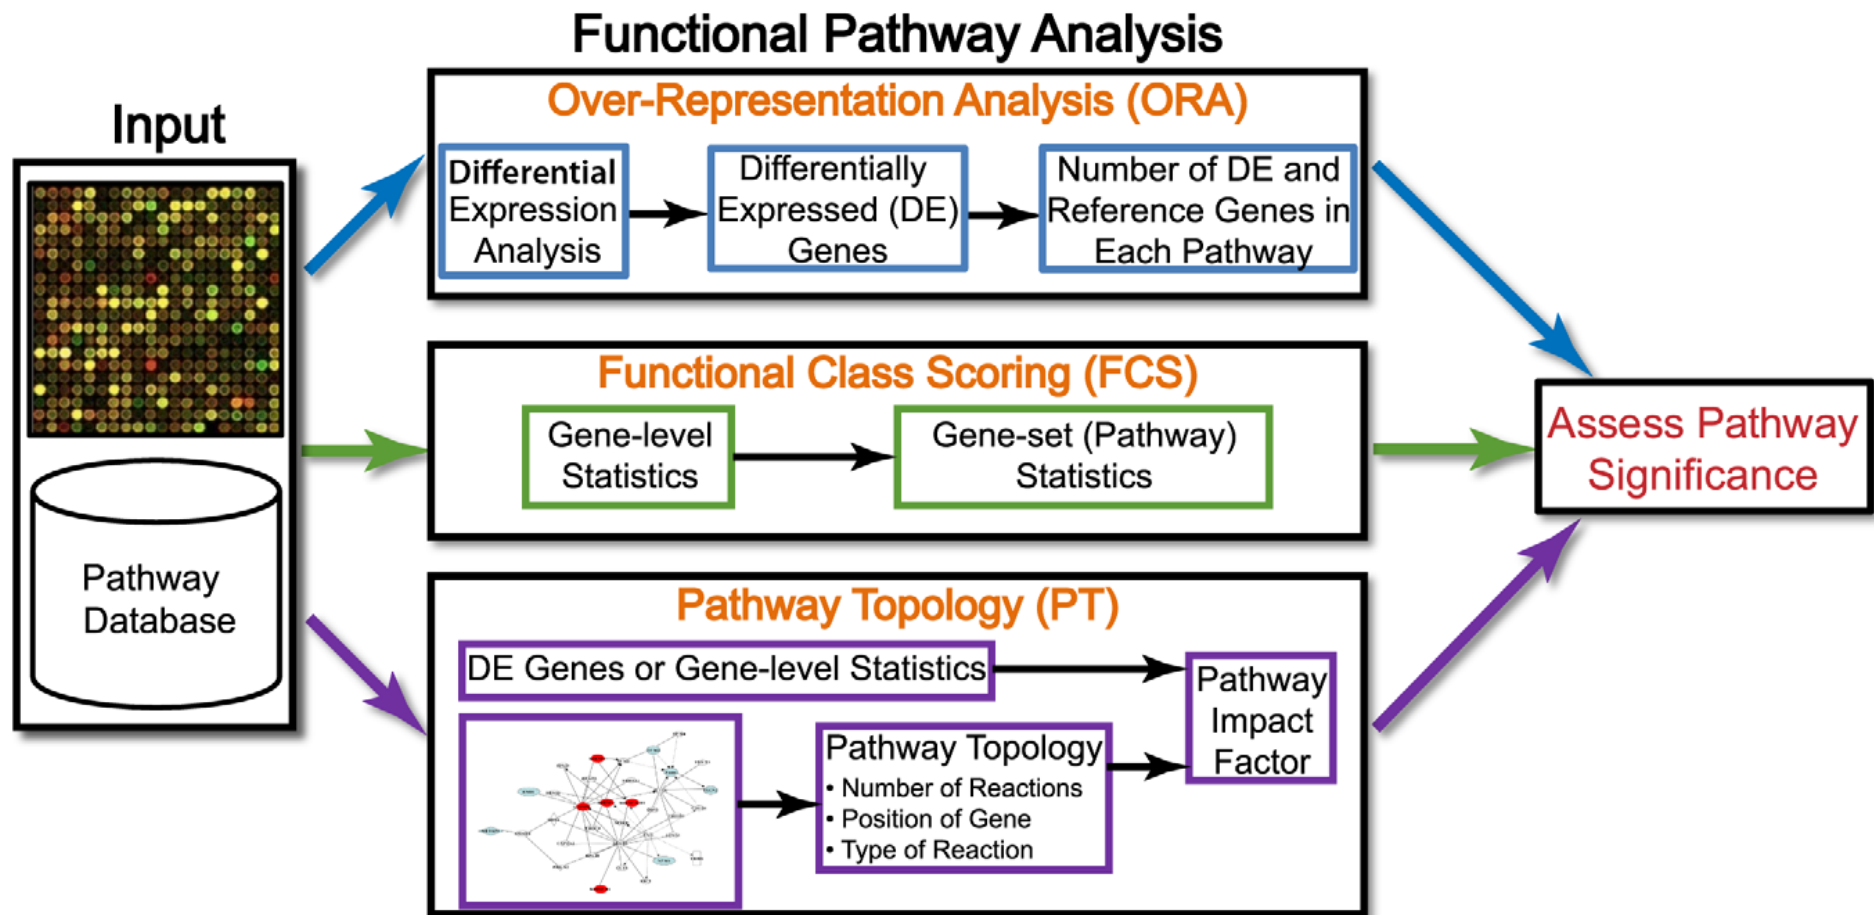 Functional Pathway Analysis
Input
Pathway
Database
Over-Representation Analysis (ORA)
Differential
Expression
Analysis
Differentially
Expressed (DE)
Genes
Number of DE and
Reference Genes in
Each Pathway
Functional Class Scoring (FCS)
Gene-level
Statistics
Gene-set (Pathway)
Statistics
Pathway Topology (PT)
DE Genes or Gene-level Statistics
Pathway Topology
• Number of Reactions
• Position of Gene
• Type of Reaction
Pathway
Impact
Factor
Assess Pathway
Significance